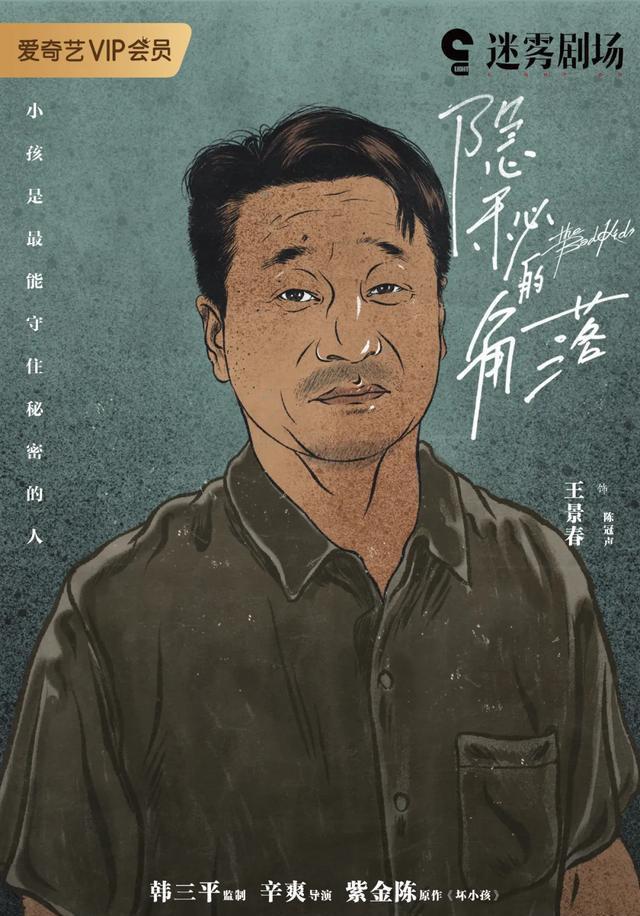 爱奇艺VIP会员
LIGHT
迷雾剧场
小孩是最能守住秘密的人
隐秘的角落
The Bad Kids
王景春 饰 陈冠声
韩三平监制 辛爽导演 紫金陈原作《坏小孩》